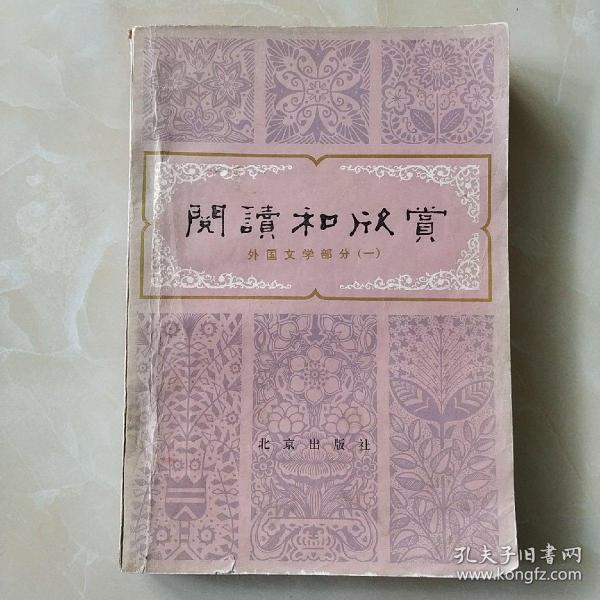 閱讀和欣賞
外国文学部分(一)
北京出版社
孔夫子旧书网
www.kongfz.com